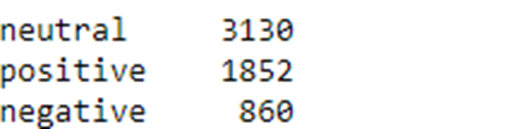 neutral 3130
positive 1852
negative 860